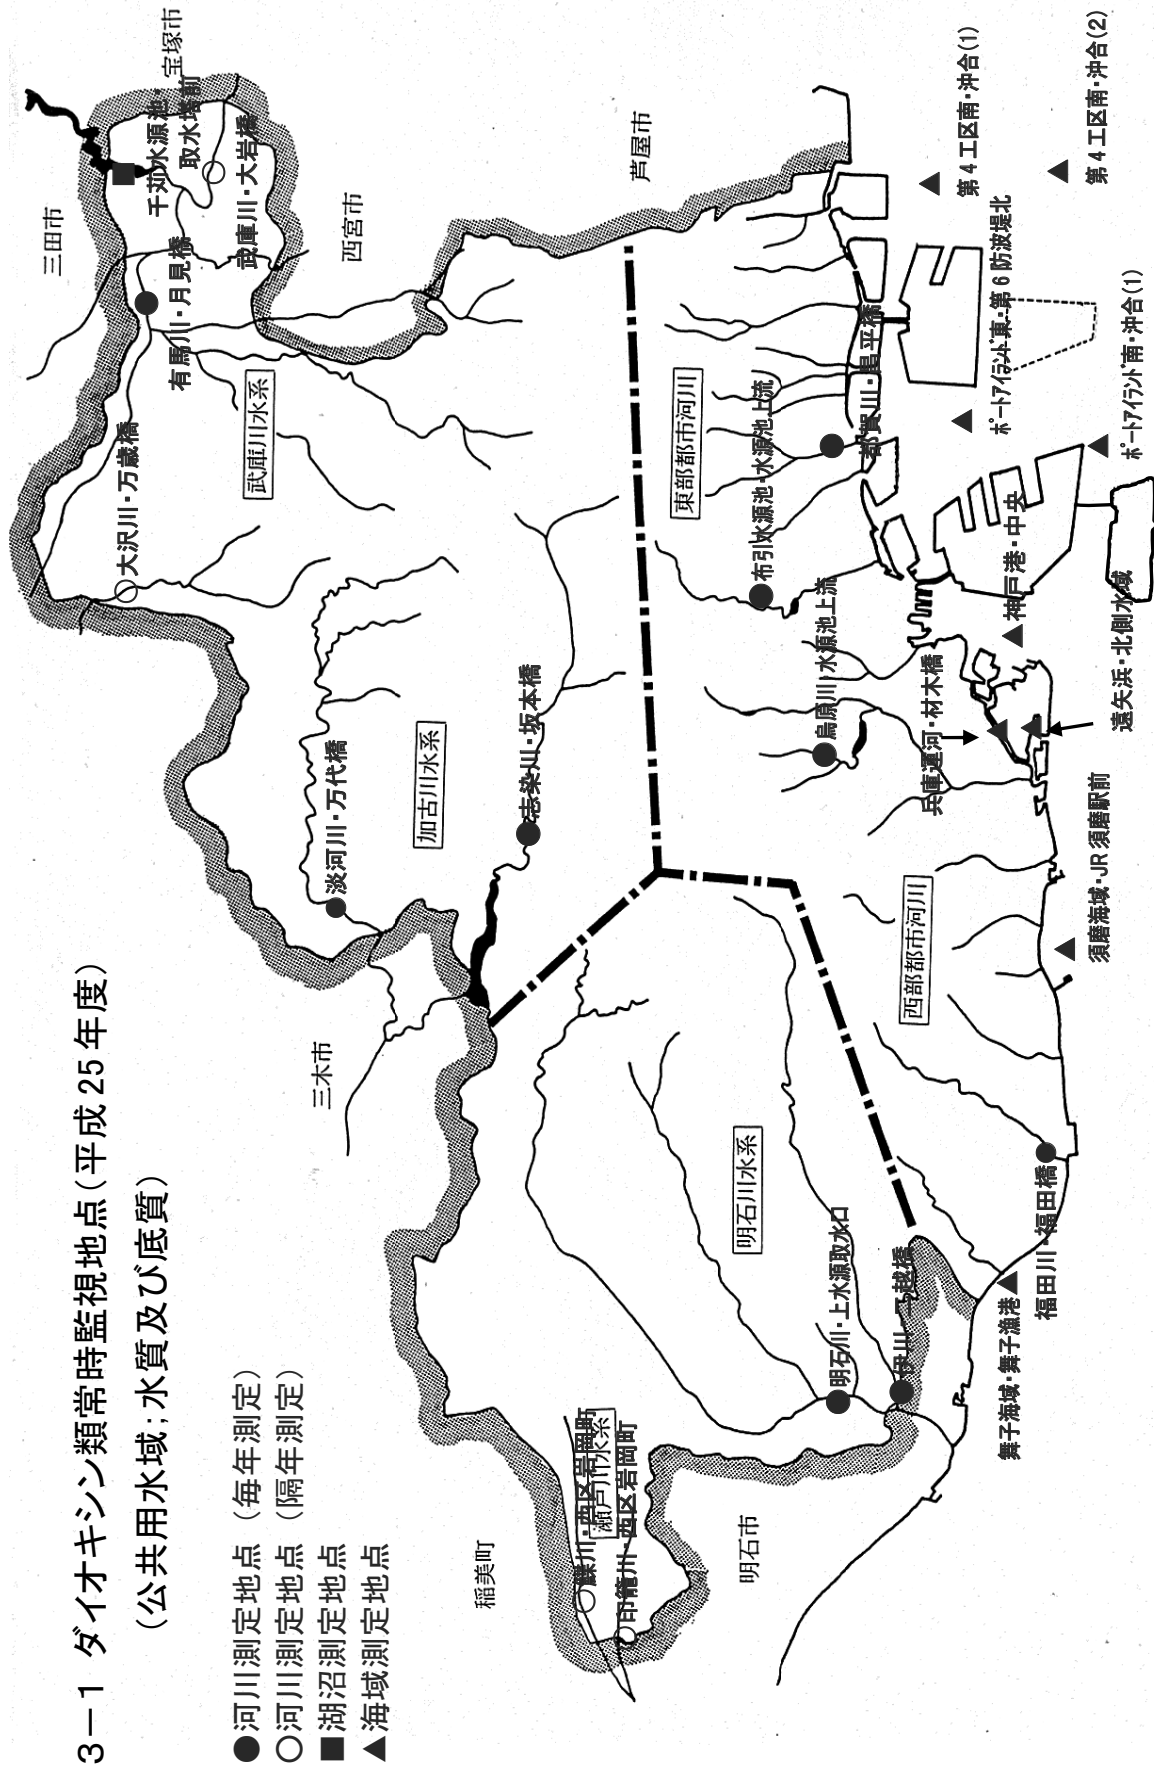 3－1 ダイオキシン類常時監視地点(平成25年度)
(公共用水域;水質及び底質)
●河川測定地点 (毎年測定)
○河川測定地点 (隔年測定)
■湖沼測定地点
▲海域測定地点
三田市
宝塚市
千苅水源池・
取水塔前
武庫川・大岩橋
西宮市
芦屋市
有馬川・月見橋
武庫川水系
大沢川・万歳橋
淡河川・万代橋
加古川水系
志染川・坂本橋
三木市
東部都市河川
都賀川・昌平橋
布引水源池・水源池上流
烏原川・水源池上流
兵庫運河・材木橋
西部都市河川
明石川水系
明石川・上水源取水口
伊川・二越橋
福田川・福田橋
舞子海域・舞子漁港
須磨海域・JR須磨駅前
遠矢浜・北側水域
神戸港・中央
ポートアイランド南・沖合(1)
ポートアイランド東・第6防波堤北
第4工区南・沖合(1)
第4工区南・沖合(2)
稲美町
瀬戸川水系
川・西区岩岡町
印籠川・西区岩岡町
明石市